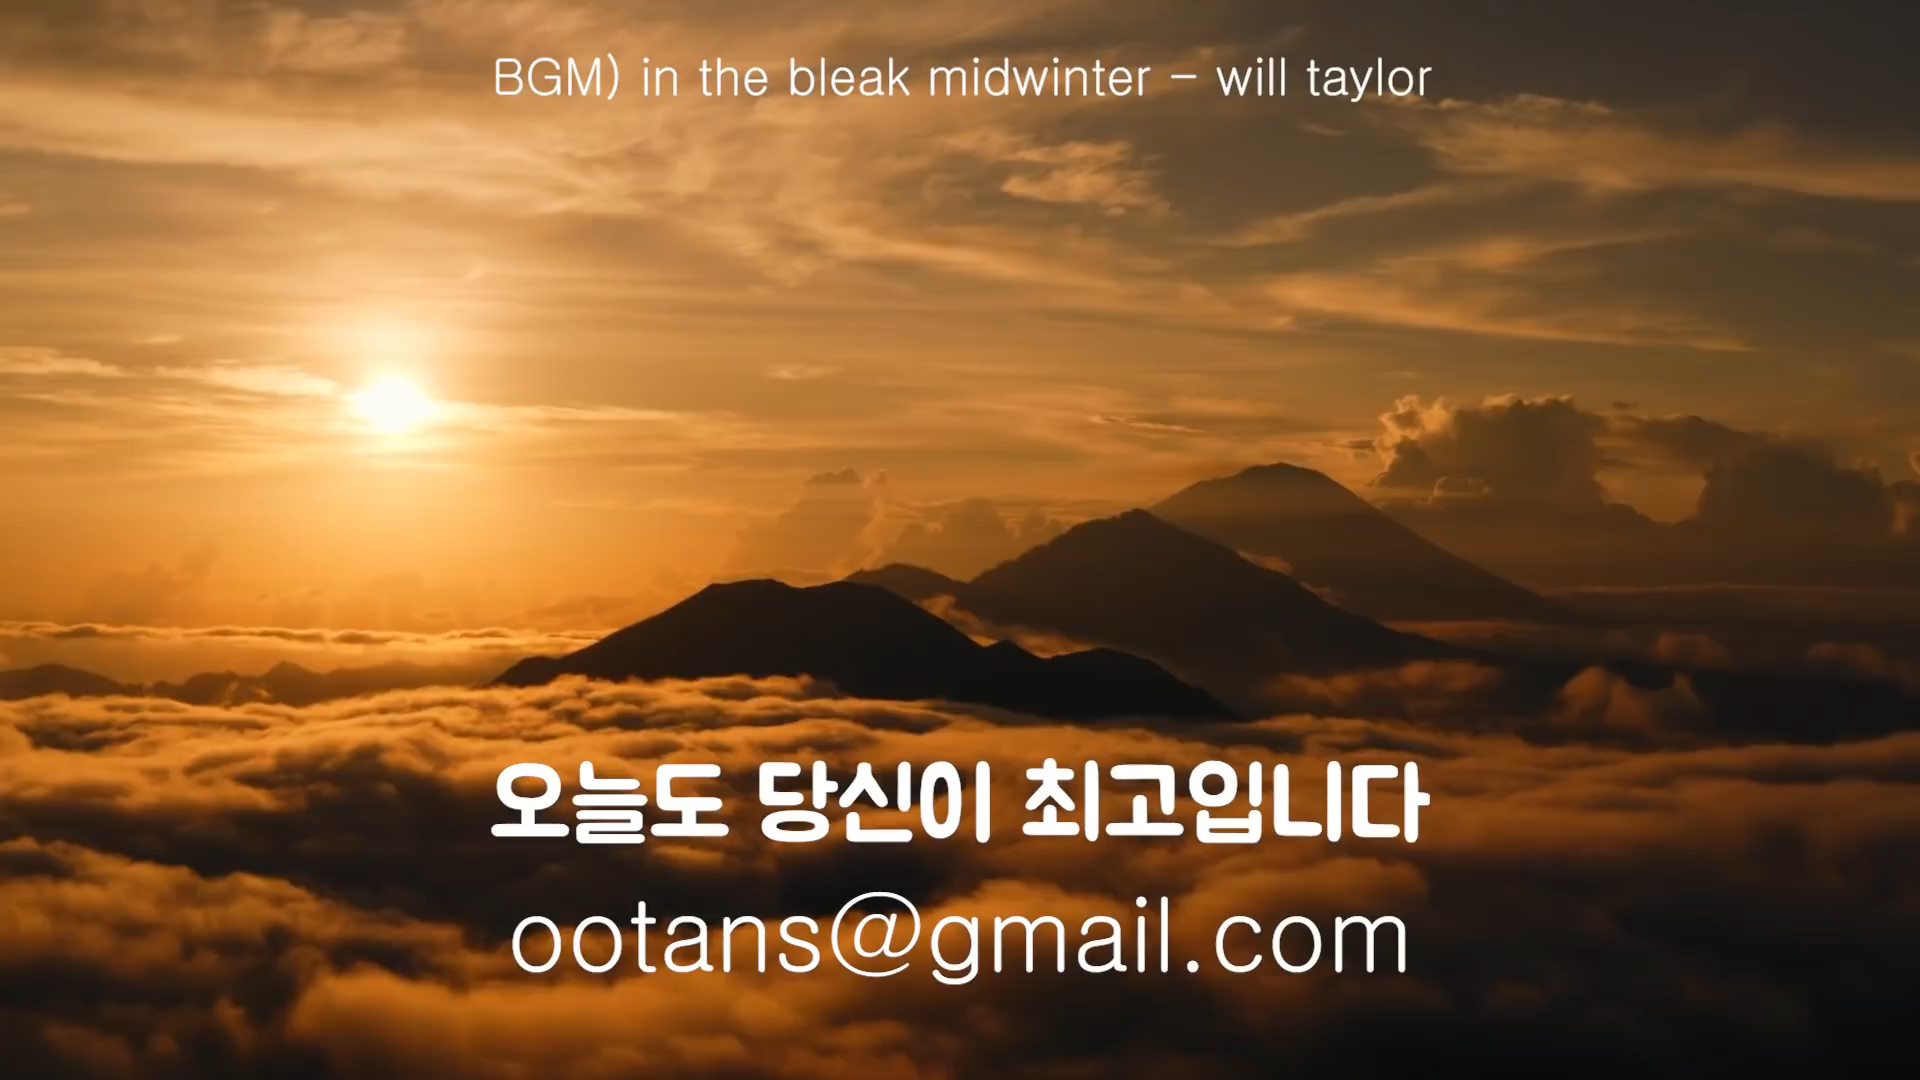 BGM) in the bleak midwinter - will taylor
오늘도 당신이 최고입니다
ootans@gmail.com